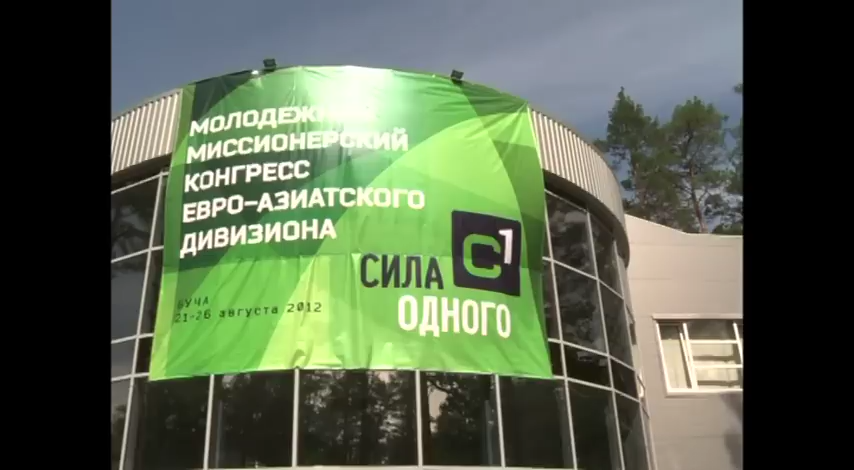 МОЛОДЕЖНЫЙ
МИССИОНЕРСКИЙ
КОНГРЕСС
ЕВРО-АЗИАТСКОГО
ДИВИЗИОНА
С1
СИЛА
ОДНОГО
БУЧА
21-26 августа 2012